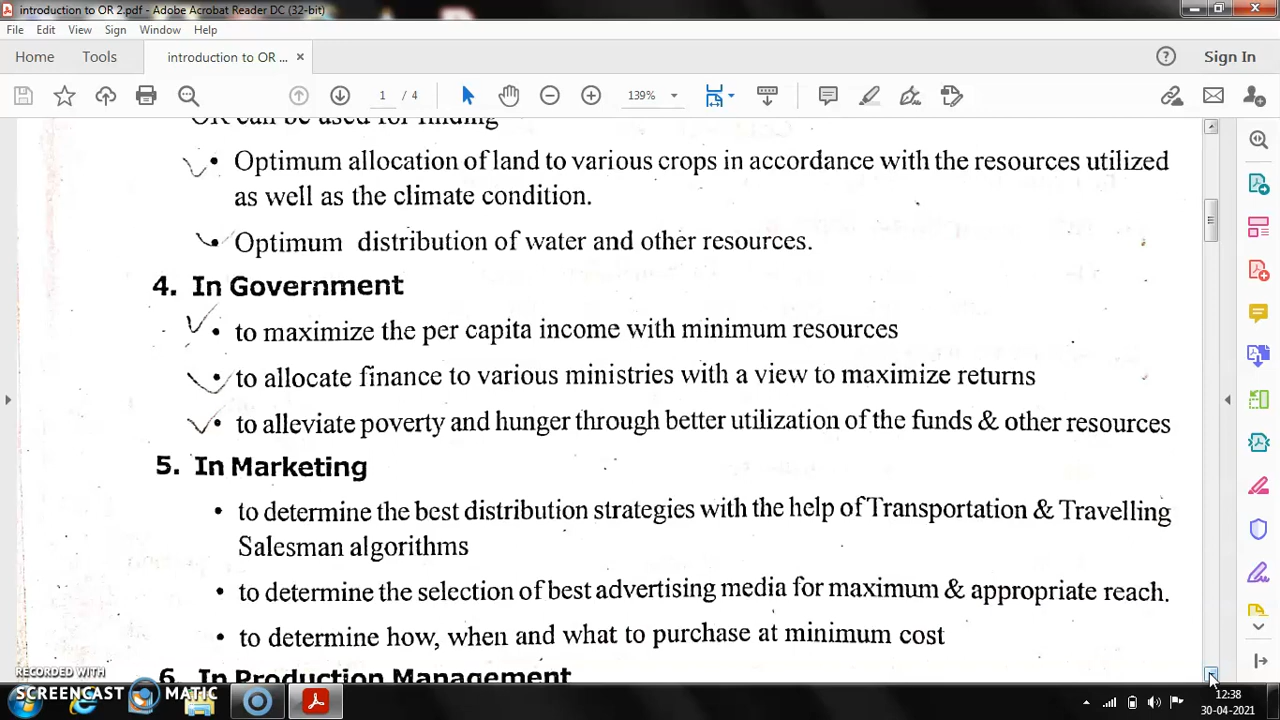 introduction to OR 2.pdf - Adobe Acrobat Reader DC (32-bit)
File Edit View Sign Window Help
Home Tools introduction to OR ... × Sign In
1 / 4 139%
OR can be used for finding
• Optimum allocation of land to various crops in accordance with the resources utilized
as well as the climate condition.
• Optimum distribution of water and other resources.
4. In Government
• to maximize the per capita income with minimum resources
• to allocate finance to various ministries with a view to maximize returns
• to alleviate poverty and hunger through better utilization of the funds & other resources
5. In Marketing
• to determine the best distribution strategies with the help of Transportation & Travelling
Salesman algorithms
• to determine the selection of best advertising media for maximum & appropriate reach.
• to determine how, when and what to purchase at minimum cost
6. In Production Management
RECORDED WITH
SCREENCAST MATIC
12:38
30-04-2021